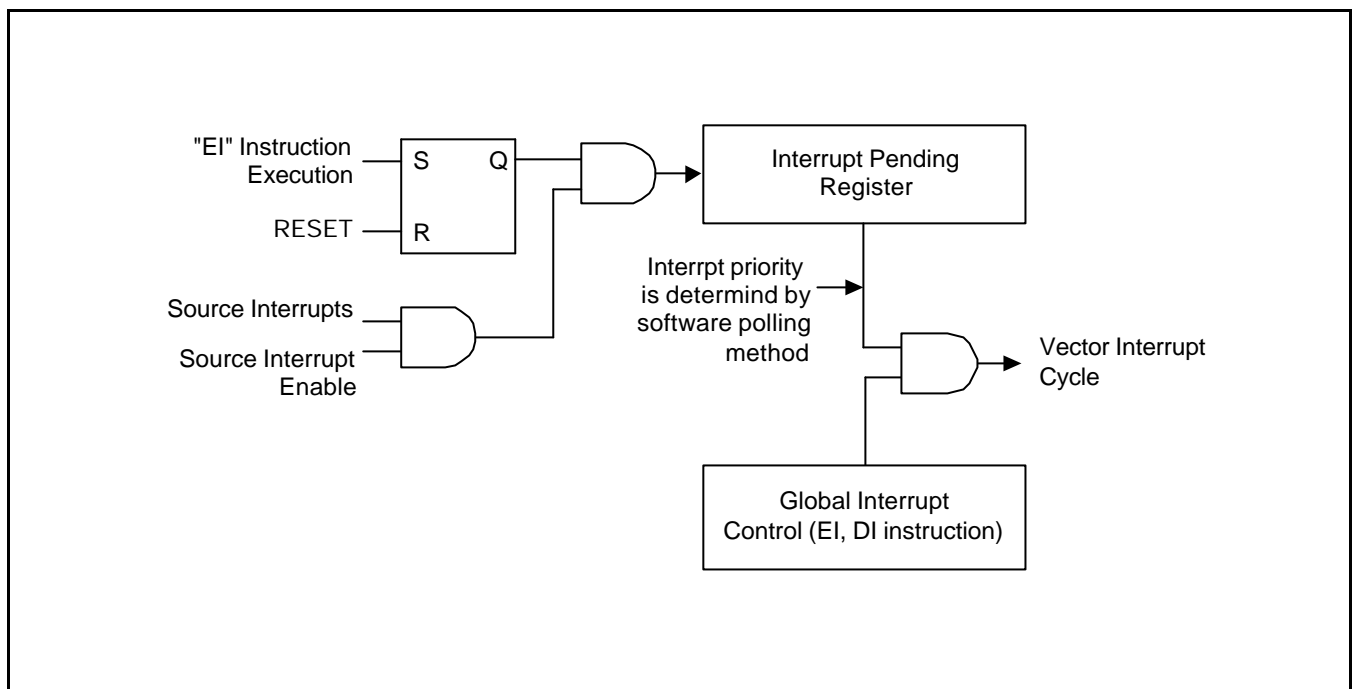 "EI" Instruction
Execution
S
Q
RESET
R
Interrupt Pending
Register
Source Interrupts
Source Interrupt
Enable
Interrpt priority
is determind by
software polling
method
Vector Interrupt
Cycle
Global Interrupt
Control (EI, DI instruction)